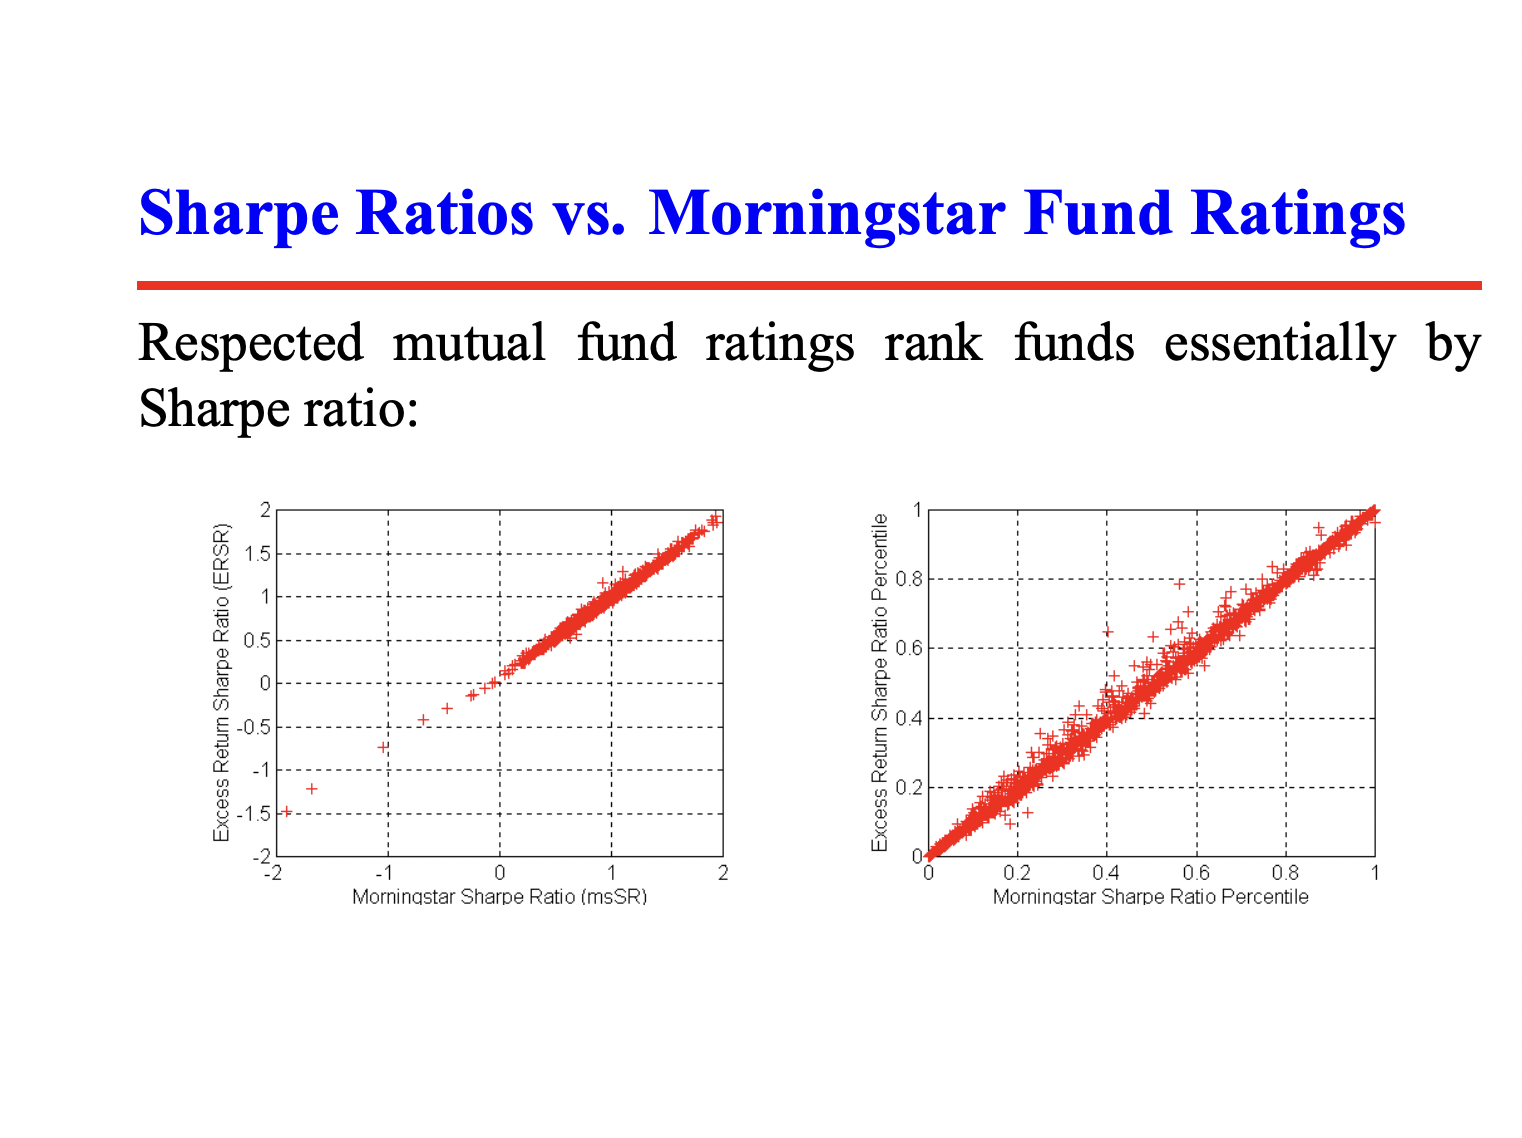 Sharpe Ratios vs. Morningstar Fund Ratings
Respected mutual fund ratings rank funds essentially by
Sharpe ratio:
Excess Return Sharpe Ratio (ERSR)
2
1.5
1
0.5
0
-0.5
-1
-1.5
-2
-2 -1 0 1 2
Morningstar Sharpe Ratio (msSR)
Excess Return Sharpe Ratio Percentile
1
0.8
0.6
0.4
0.2
0
0 0.2 0.4 0.6 0.8 1
Morningstar Sharpe Ratio Percentile